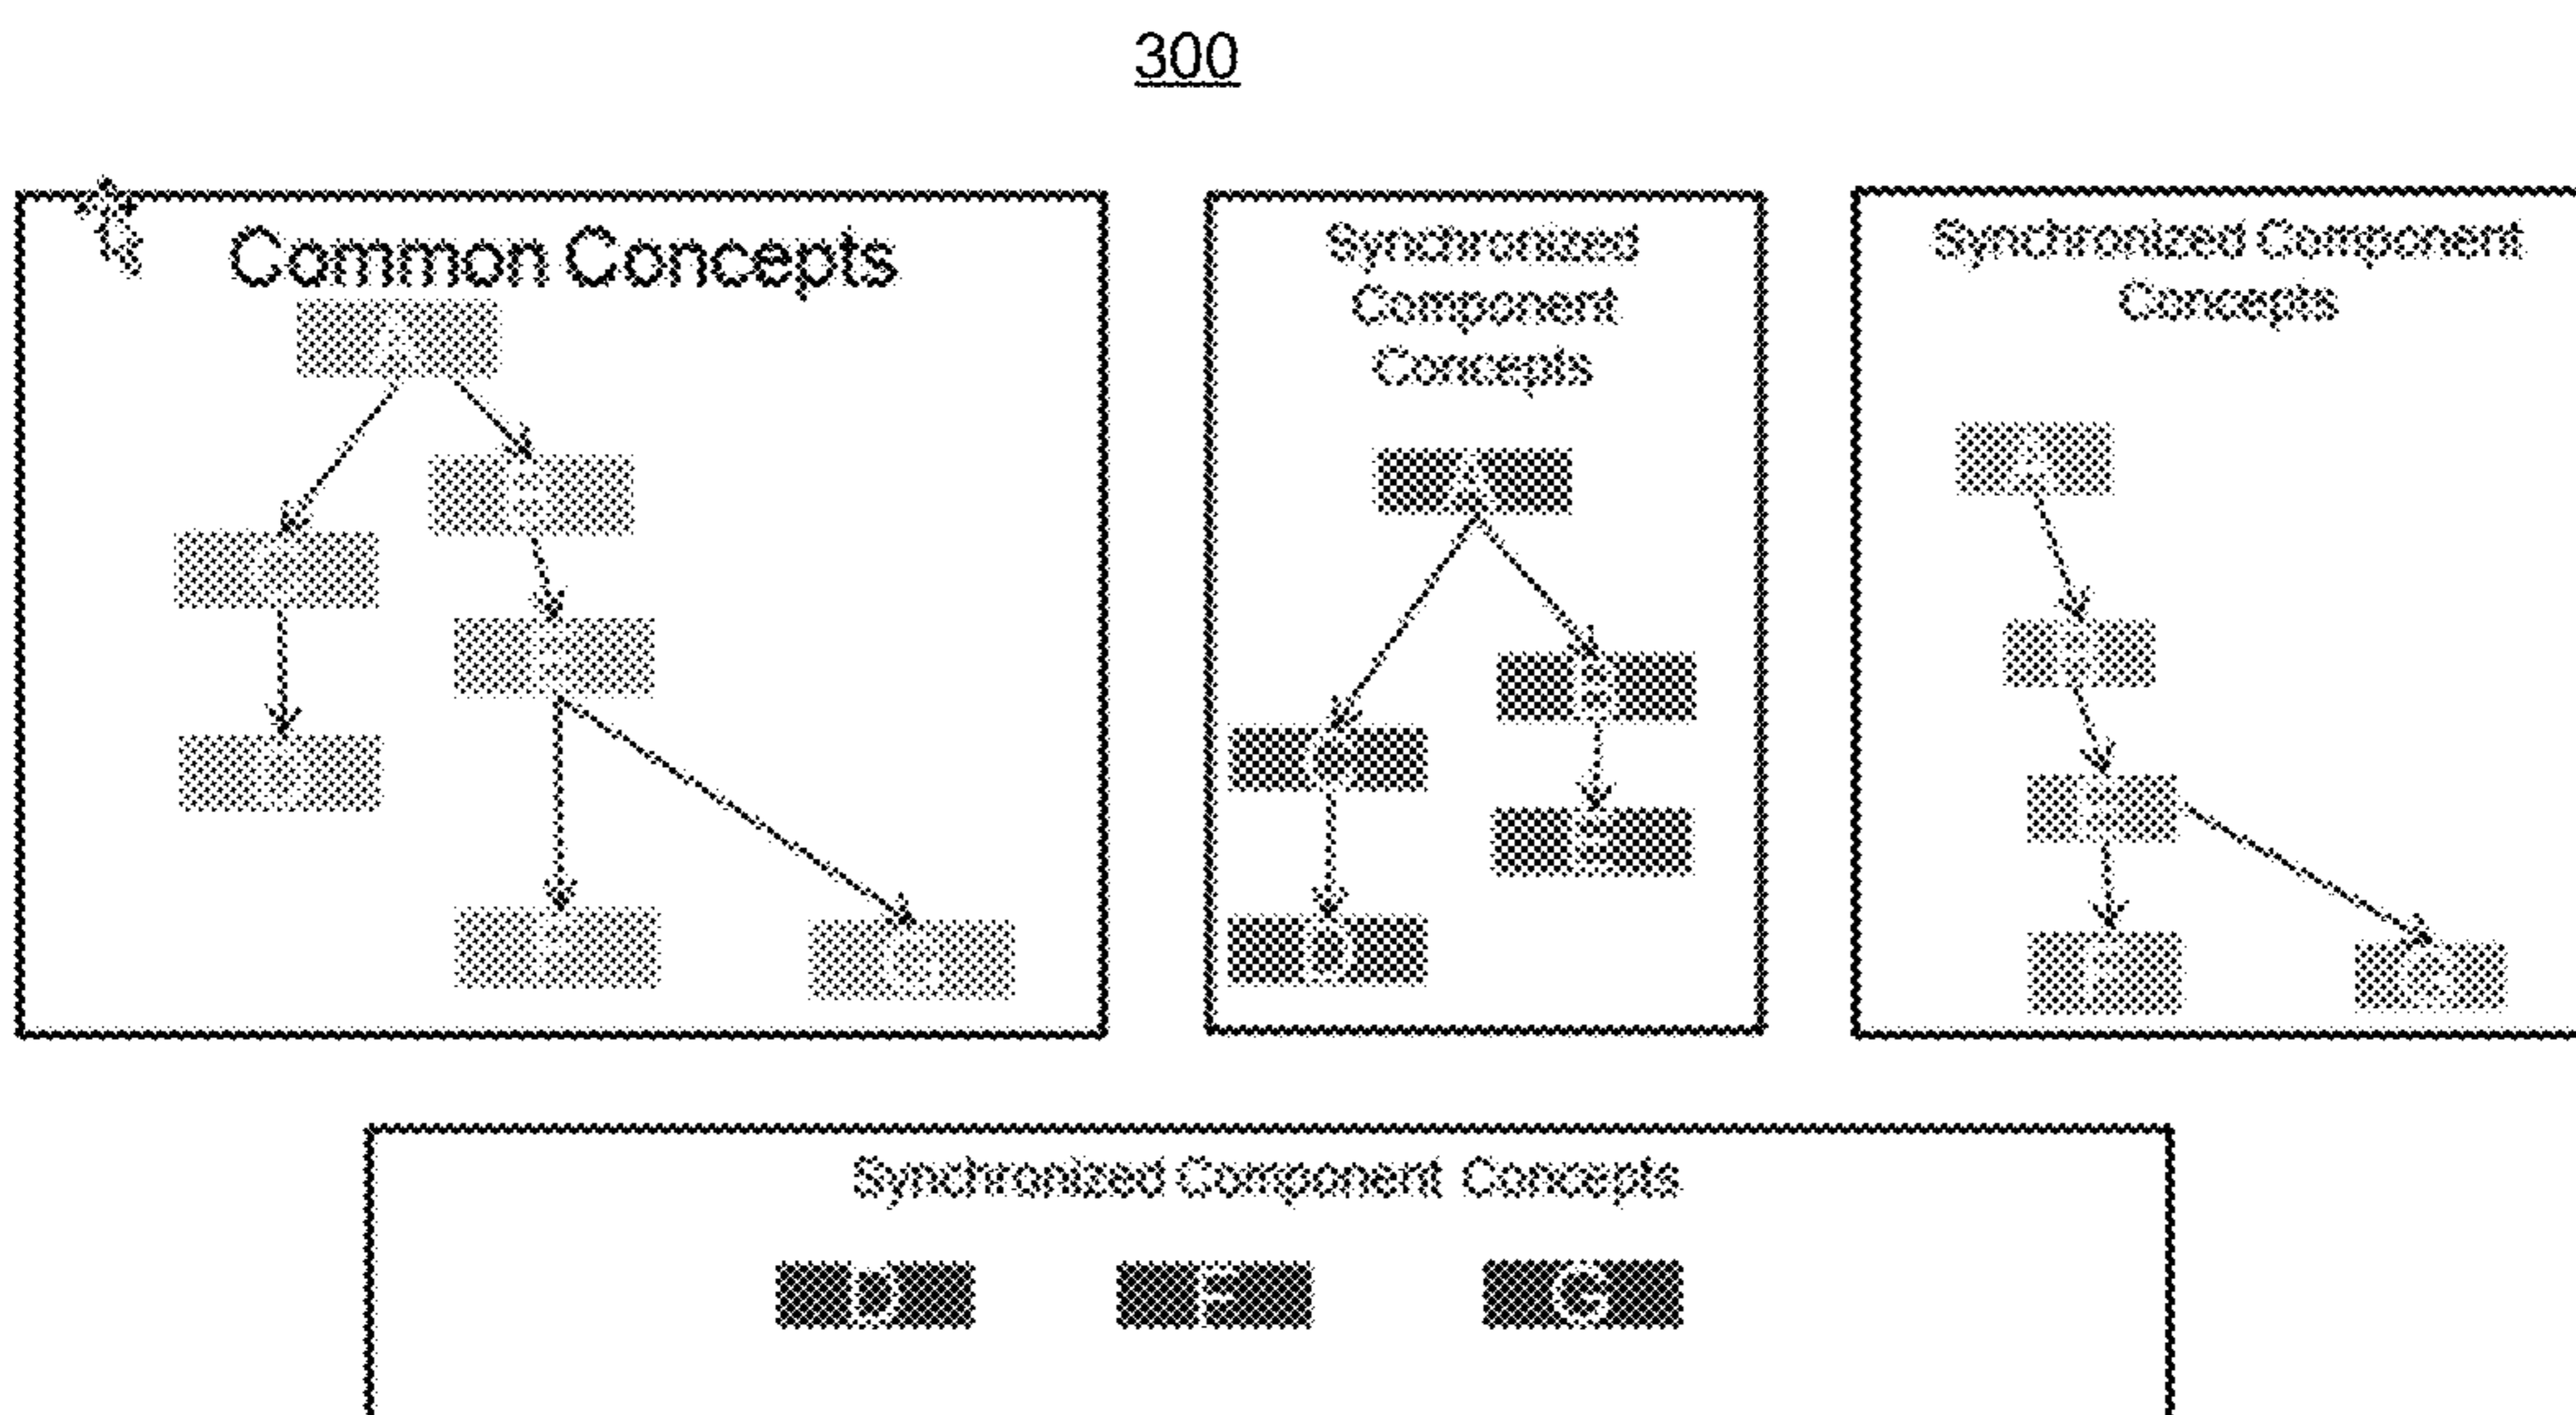 300
Common Concepts
A
B
C
E
D
F
G
Synchronized
Component
Concepts
A
B
C
E
D
Synchronized Component
Concepts
A
B
E
F
G
Synchronized Component Concepts
D F G